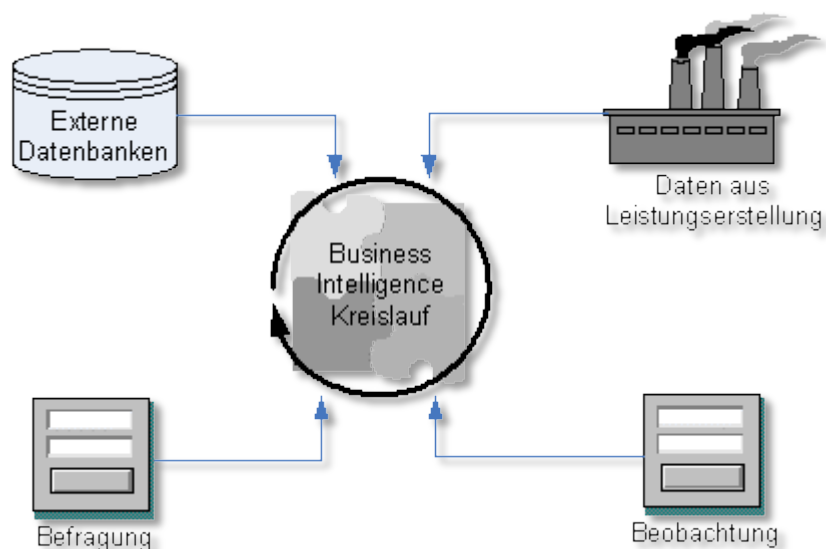 Externe
Datenbanken
Daten aus
Leistungserstellung
Business
Intelligence
Kreislauf
Befragung
Beobachtung